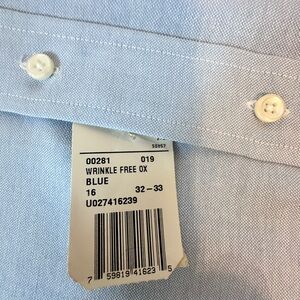 00281 019
WRINKLE FREE OX
BLUE
16 32-33
U027416239
7 59819 41623 5